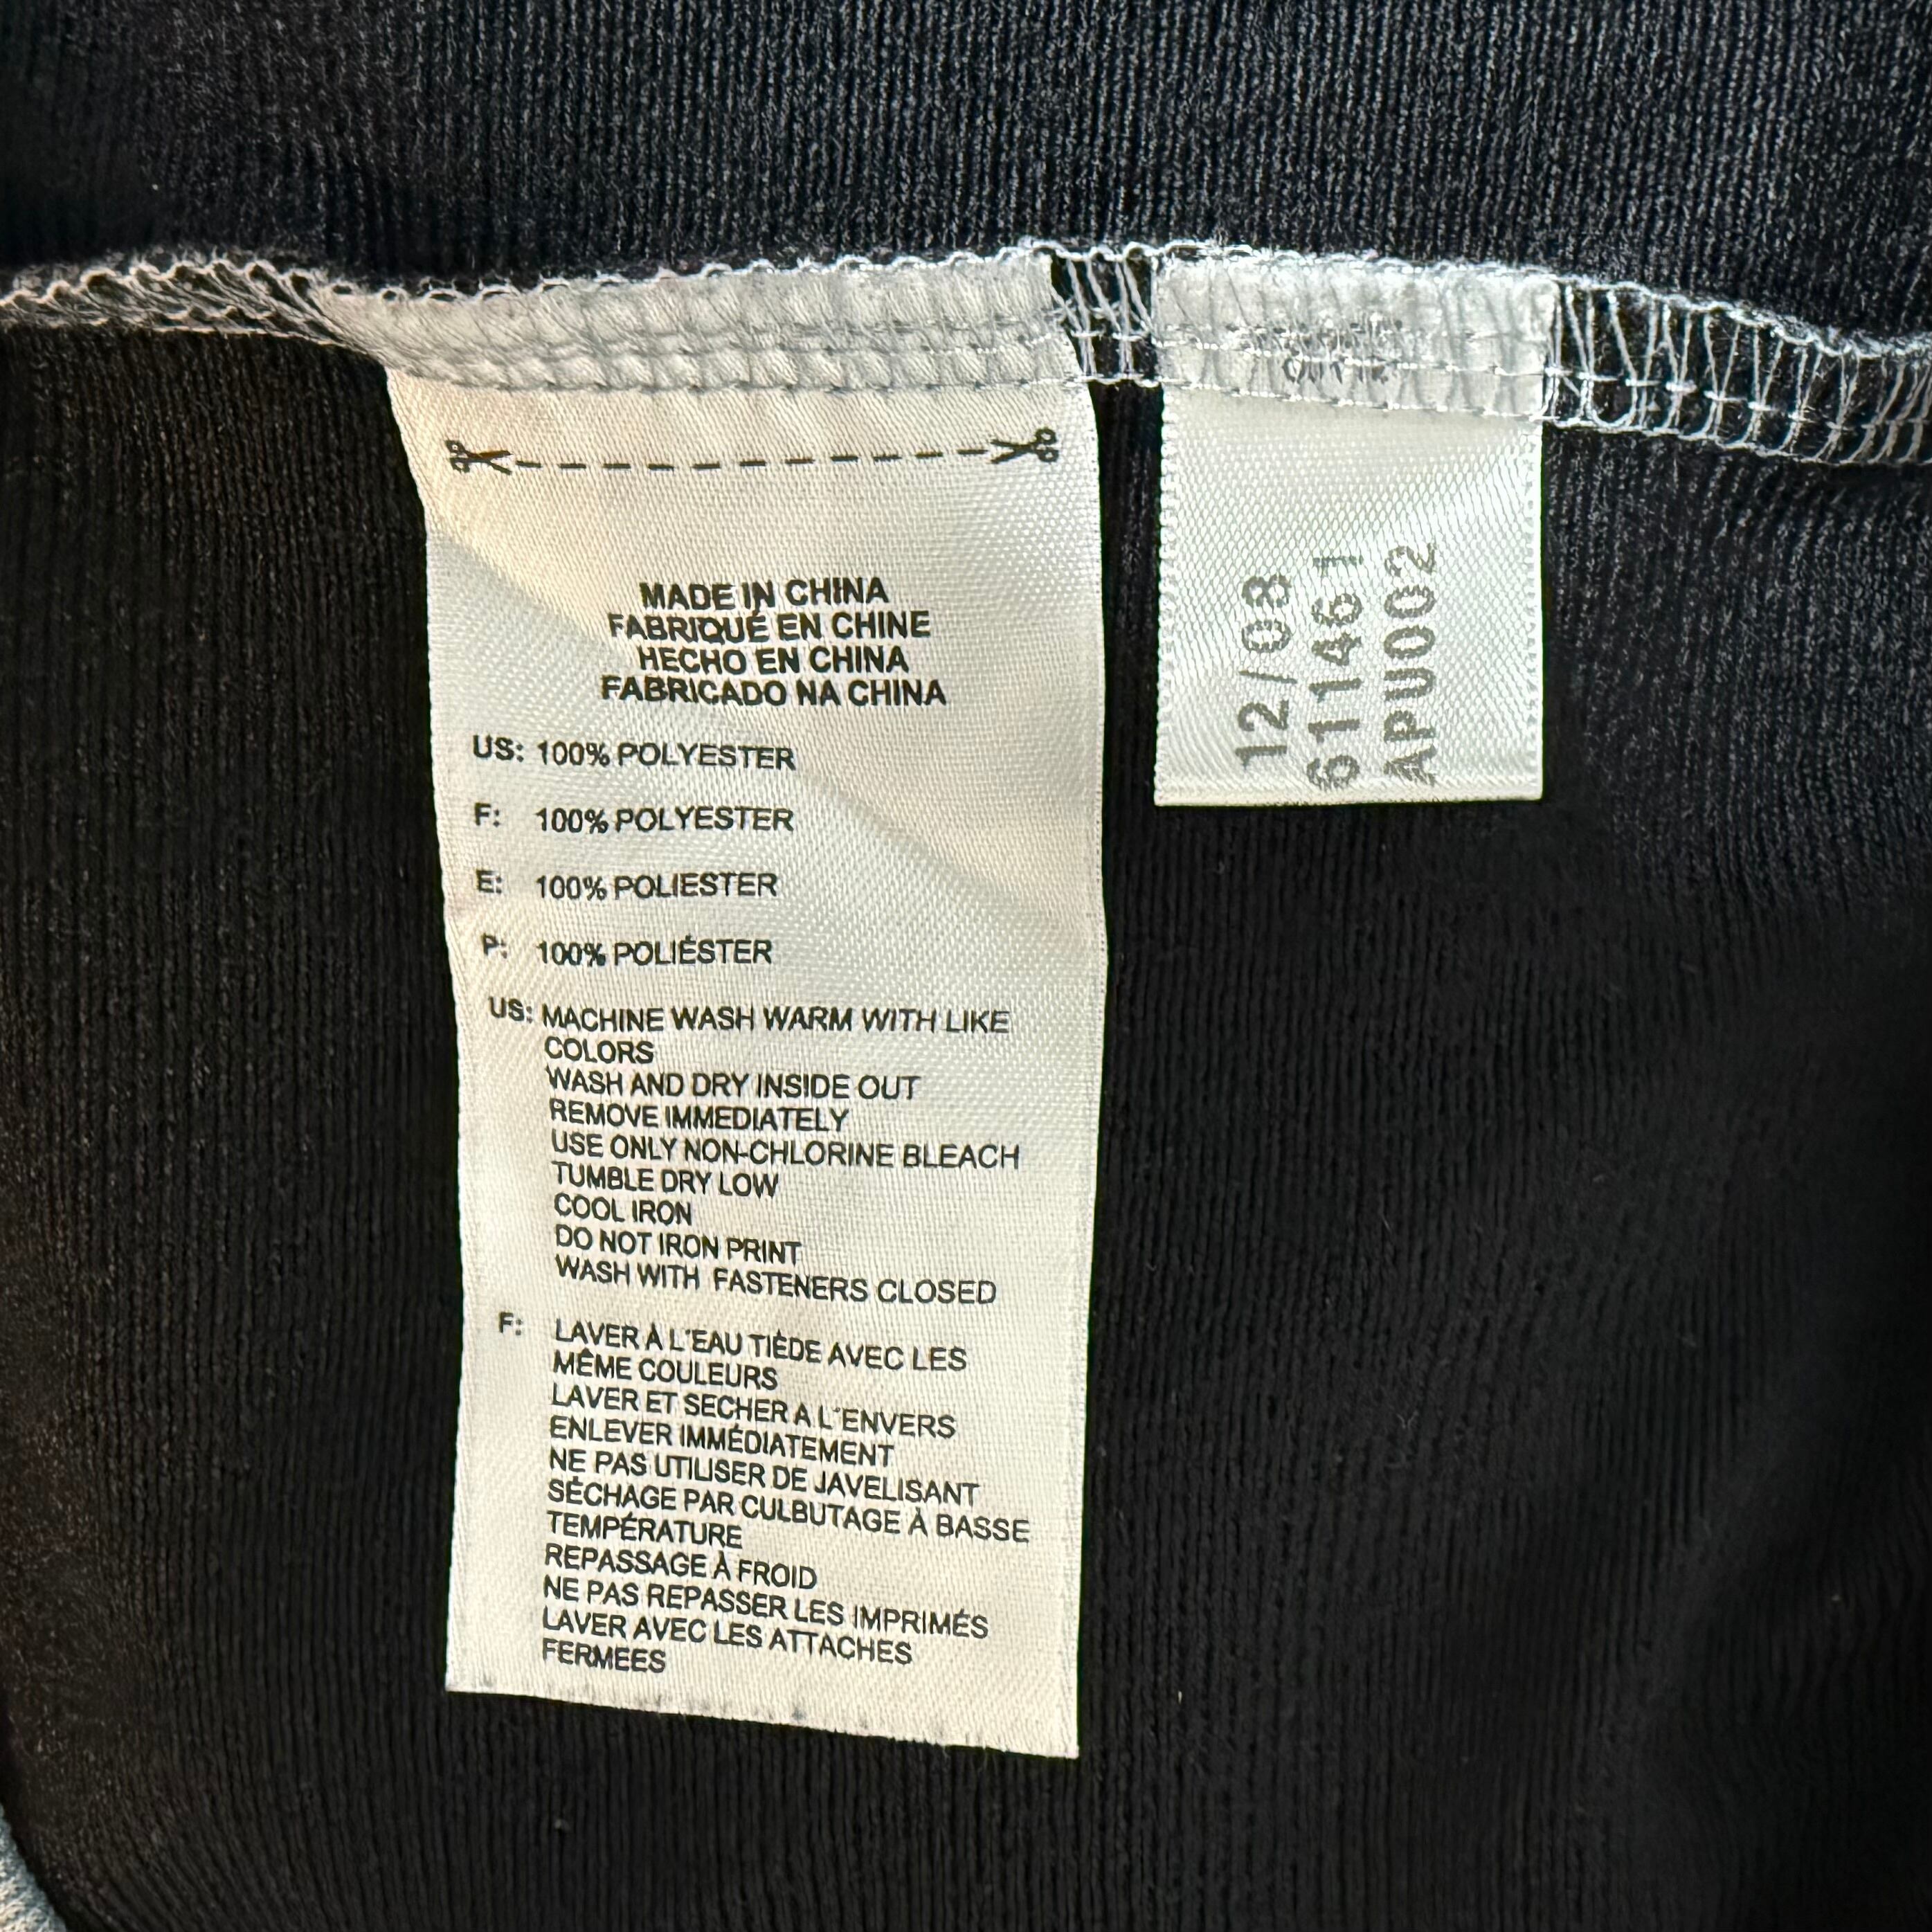 MADE IN CHINA
FABRIQUÉ EN CHINE
HECHO EN CHINA
FABRICADO NA CHINA
US: 100% POLYESTER
F: 100% POLYESTER
E: 100% POLIESTER
P: 100% POLIÉSTER
US: MACHINE WASH WARM WITH LIKE
COLORS
WASH AND DRY INSIDE OUT
REMOVE IMMEDIATELY
USE ONLY NON-CHLORINE BLEACH
TUMBLE DRY LOW
COOL IRON
DO NOT IRON PRINT
WASH WITH FASTENERS CLOSED
F: LAVER À L'EAU TIÈDE AVEC LES
MÊME COULEURS
LAVER ET SECHER A L'ENVERS
ENLEVER IMMÉDIATEMENT
NE PAS UTILISER DE JAVELISANT
SÉCHAGE PAR CULBUTAGE À BASSE
TEMPÉRATURE
REPASSAGE À FROID
NE PAS REPASSER LES IMPRIMÉS
LAVER AVEC LES ATTACHES
FERMEES
12/08
611461
APU002